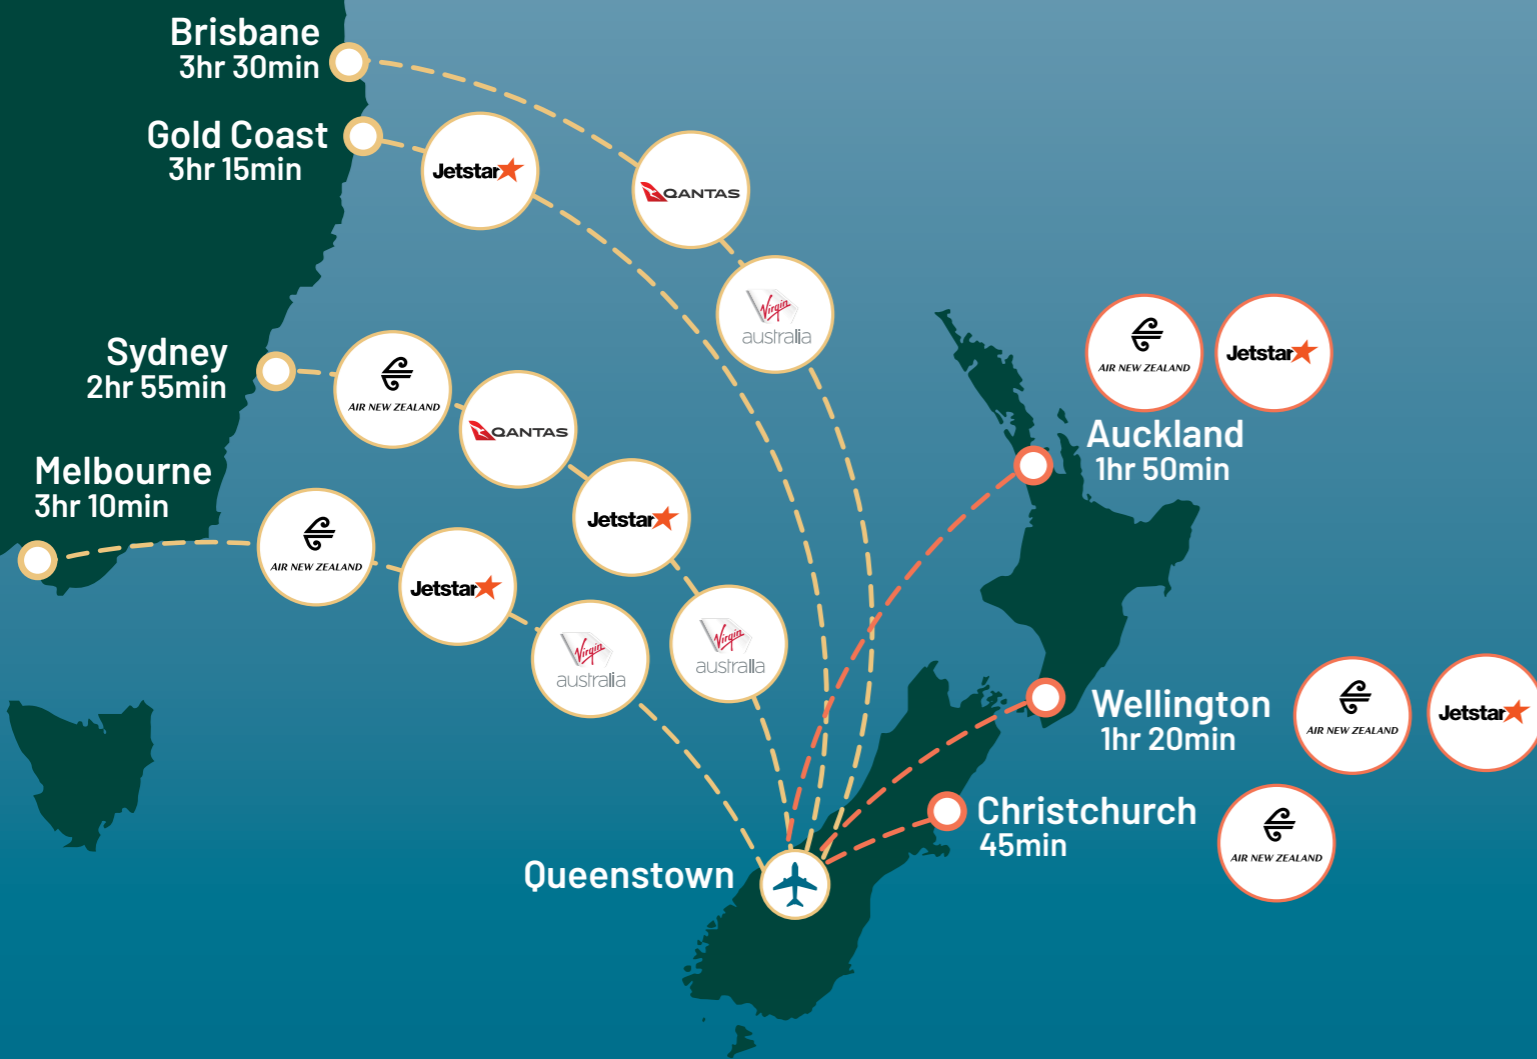 Brisbane
3hr 30min
Gold Coast
3hr 15min
Jetstar
QANTAS
Virgin
australia
Sydney
2hr 55min
AIR NEW ZEALAND
QANTAS
Jetstar
Virgin
australia
Melbourne
3hr 10min
AIR NEW ZEALAND
Jetstar
Virgin
australia
AIR NEW ZEALAND
Jetstar
Auckland
1hr 50min
Wellington
1hr 20min
AIR NEW ZEALAND
Jetstar
Christchurch
45min
AIR NEW ZEALAND
Queenstown